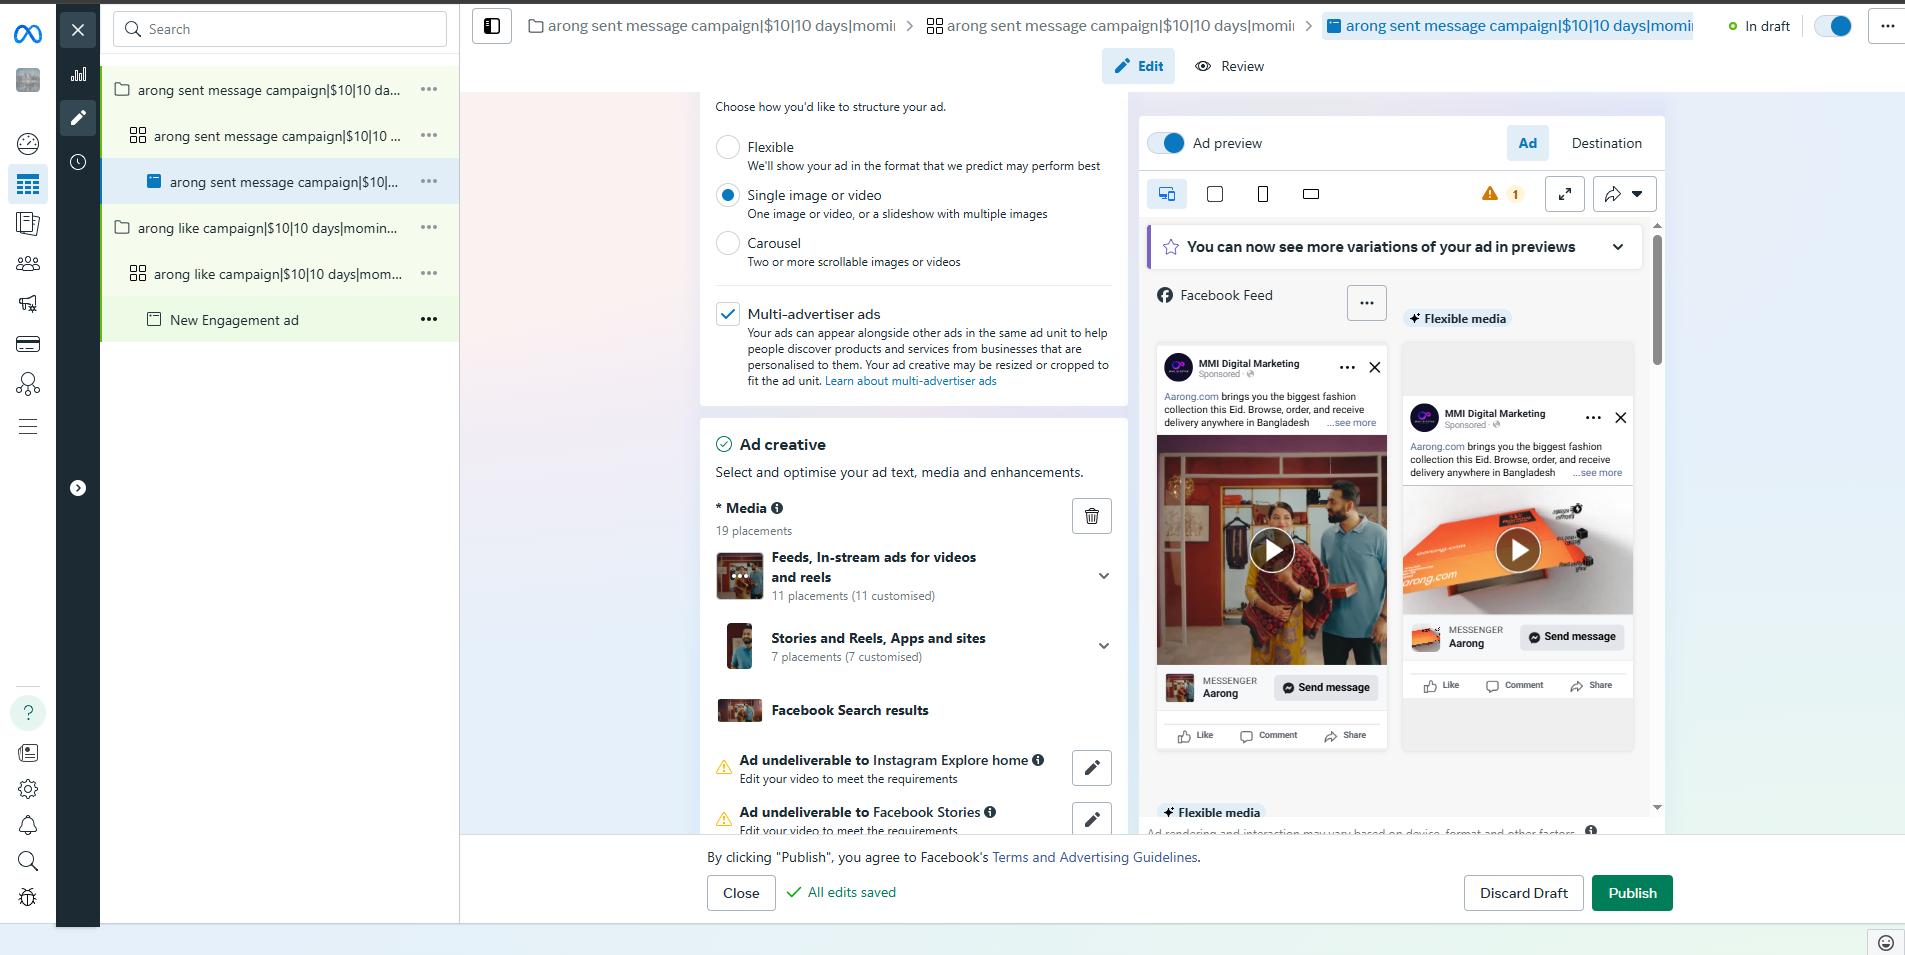 Search
arong sent message campaign|$10|10 days|momin
arong sent message campaign|$10|10 days|momin
arong sent message campaign|$10|10 days|momin
In draft
Edit
Review
arong sent message campaign|$10|10 da...
arong sent message campaign|$10|10 ...
arong sent message campaign|$10|...
arong like campaign|$10|10 days|momin...
arong like campaign|$10|10 days|mom...
New Engagement ad
Choose how you'd like to structure your ad.
Flexible
We'll show your ad in the format that we predict may perform best
Single image or video
One image or video, or a slideshow with multiple images
Carousel
Two or more scrollable images or videos
Multi-advertiser ads
Your ads can appear alongside other ads in the same ad unit to help
people discover products and services from businesses that are
personalised to them. Your ad creative may be resized or cropped to
fit the ad unit. Learn about multi-advertiser ads
Ad creative
Select and optimise your ad text, media and enhancements.
* Media
19 placements
Feeds, In-stream ads for videos
and reels
11 placements (11 customised)
Stories and Reels, Apps and sites
7 placements (7 customised)
Facebook Search results
Ad undeliverable to Instagram Explore home
Edit your video to meet the requirements
Ad undeliverable to Facebook Stories
Edit your video to meet the requirements
Ad preview
Ad
Destination
1
You can now see more variations of your ad in previews
Facebook Feed
Flexible media
MMI Digital Marketing
Sponsored ·
Aarong.com brings you the biggest fashion
collection this Eid. Browse, order, and receive
delivery anywhere in Bangladesh ...see more
MESSENGER
Aarong
Send message
Like
Comment
Share
MMI Digital Marketing
Sponsored ·
Aarong.com brings you the biggest fashion
collection this Eid. Browse, order, and receive
delivery anywhere in Bangladesh ...see more
aarong.com
arong.com
MESSENGER
Aarong
Send message
Like
Comment
Share
Flexible media
Ad rendering and interaction may vary based on device, format and other factors.
By clicking "Publish", you agree to Facebook's Terms and Advertising Guidelines.
Close
All edits saved
Discard Draft
Publish